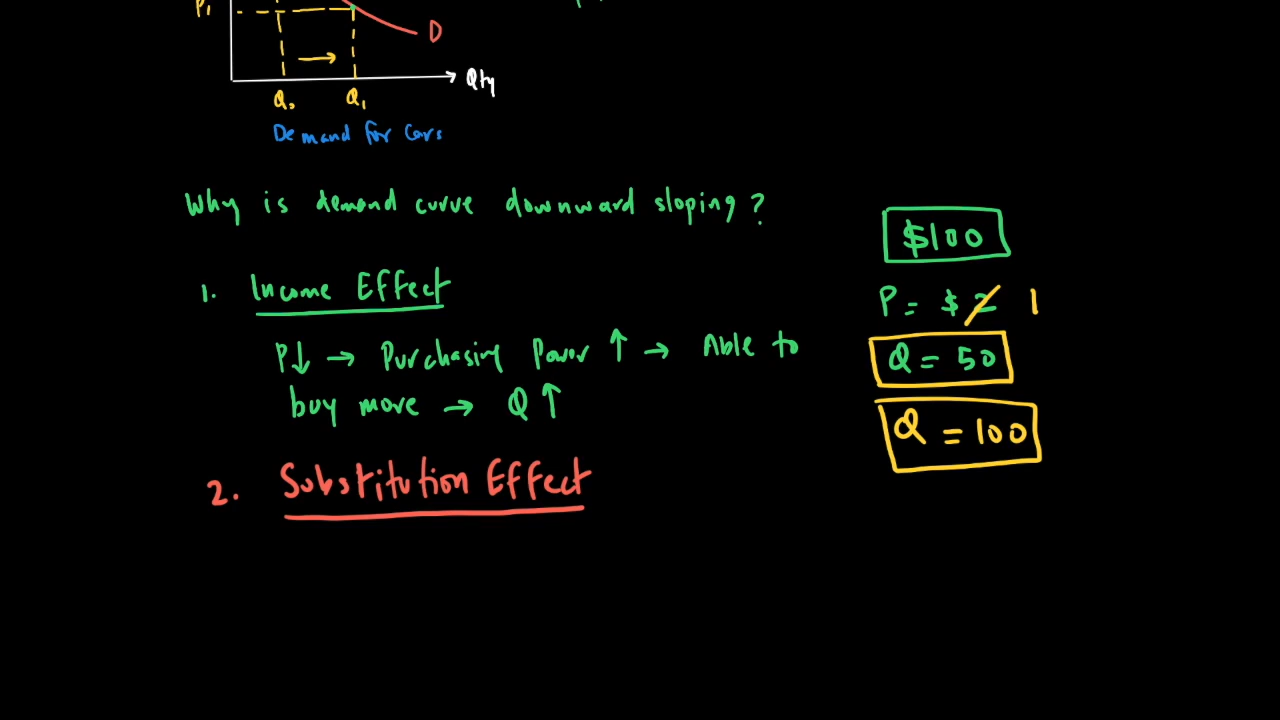 P₁
D
Qty
Q₀ Q₁
Demand for Cars
Why is demand curve downward sloping?
$100
1. Income Effect
P = $ 2 1
P↓ → Purchasing Power ↑ → Able to
Q = 50
buy more → Q ↑
Q = 100
2. Substitution Effect